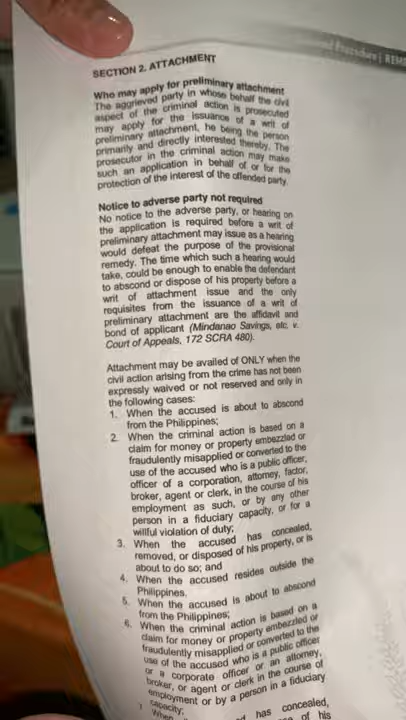 ed Procedure | REME
SECTION 2. ATTACHMENT
Who may apply for preliminary attachment
The aggrieved party in whose behalf the civil
aspect of the criminal action is prosecuted
may apply for the issuance of a writ of
preliminary attachment, he being the person
primarily and directly interested thereby. The
prosecutor in the criminal action may make
such an application in behalf of or for the
protection of the interest of the offended party.
Notice to adverse party not required
No notice to the adverse party, or hearing on
the application is required before a writ of
preliminary attachment may issue as a hearing
would defeat the purpose of the provisional
remedy. The time which such a hearing would
take, could be enough to enable the defendant
to abscond or dispose of his property before a
writ of attachment issue and the only
requisites from the issuance of a writ of
preliminary attachment are the affidavit and
bond of applicant (Mindanao Savings, etc. v.
Court of Appeals, 172 SCRA 480).
Attachment may be availed of ONLY when the
civil action arising from the crime has not been
expressly waived or not reserved and only in
the following cases:
1. When the accused is about to abscond
from the Philippines;
2. When the criminal action is based on a
claim for money or property embezzled or
fraudulently misapplied or converted to the
use of the accused who is a public officer,
officer of a corporation, attorney, factor,
broker, agent or clerk, in the course of his
employment as such, or by any other
person in a fiduciary capacity, or for a
willful violation of duty;
3. When the accused has concealed,
removed, or disposed of his property, or is
about to do so; and
4. When the accused resides outside the
Philippines.
5. When the accused is about to abscond
from the Philippines;
6. When the criminal action is based on a
claim for money or property embezzled or
fraudulently misapplied or converted to the
use of the accused who is a public officer
or a corporate officer or an attorney,
broker, or agent or clerk in the course of
employment or by a person in a fiduciary
capacity;
When has concealed,
of his